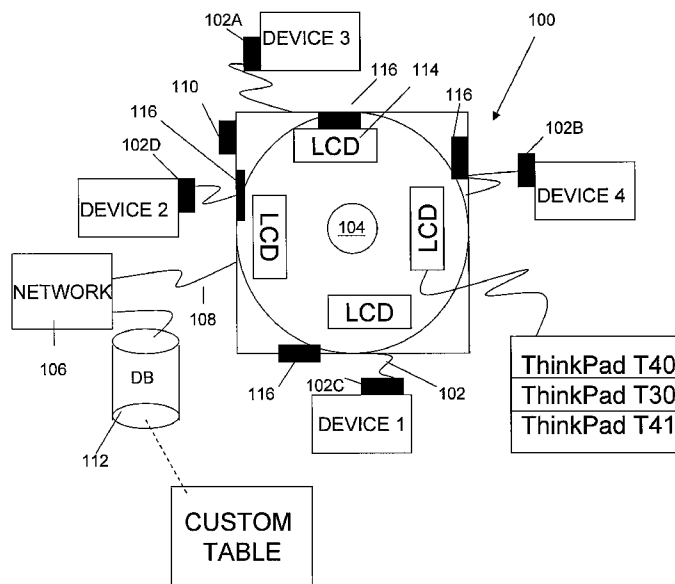 102A
DEVICE 3
100
116
114
110
116
116
102B
102D
LCD
DEVICE 2
LCD
104
LCD
DEVICE 4
NETWORK
108
LCD
106
DB
116
102C
102
DEVICE 1
ThinkPad T40
ThinkPad T30
ThinkPad T41
112
CUSTOM
TABLE